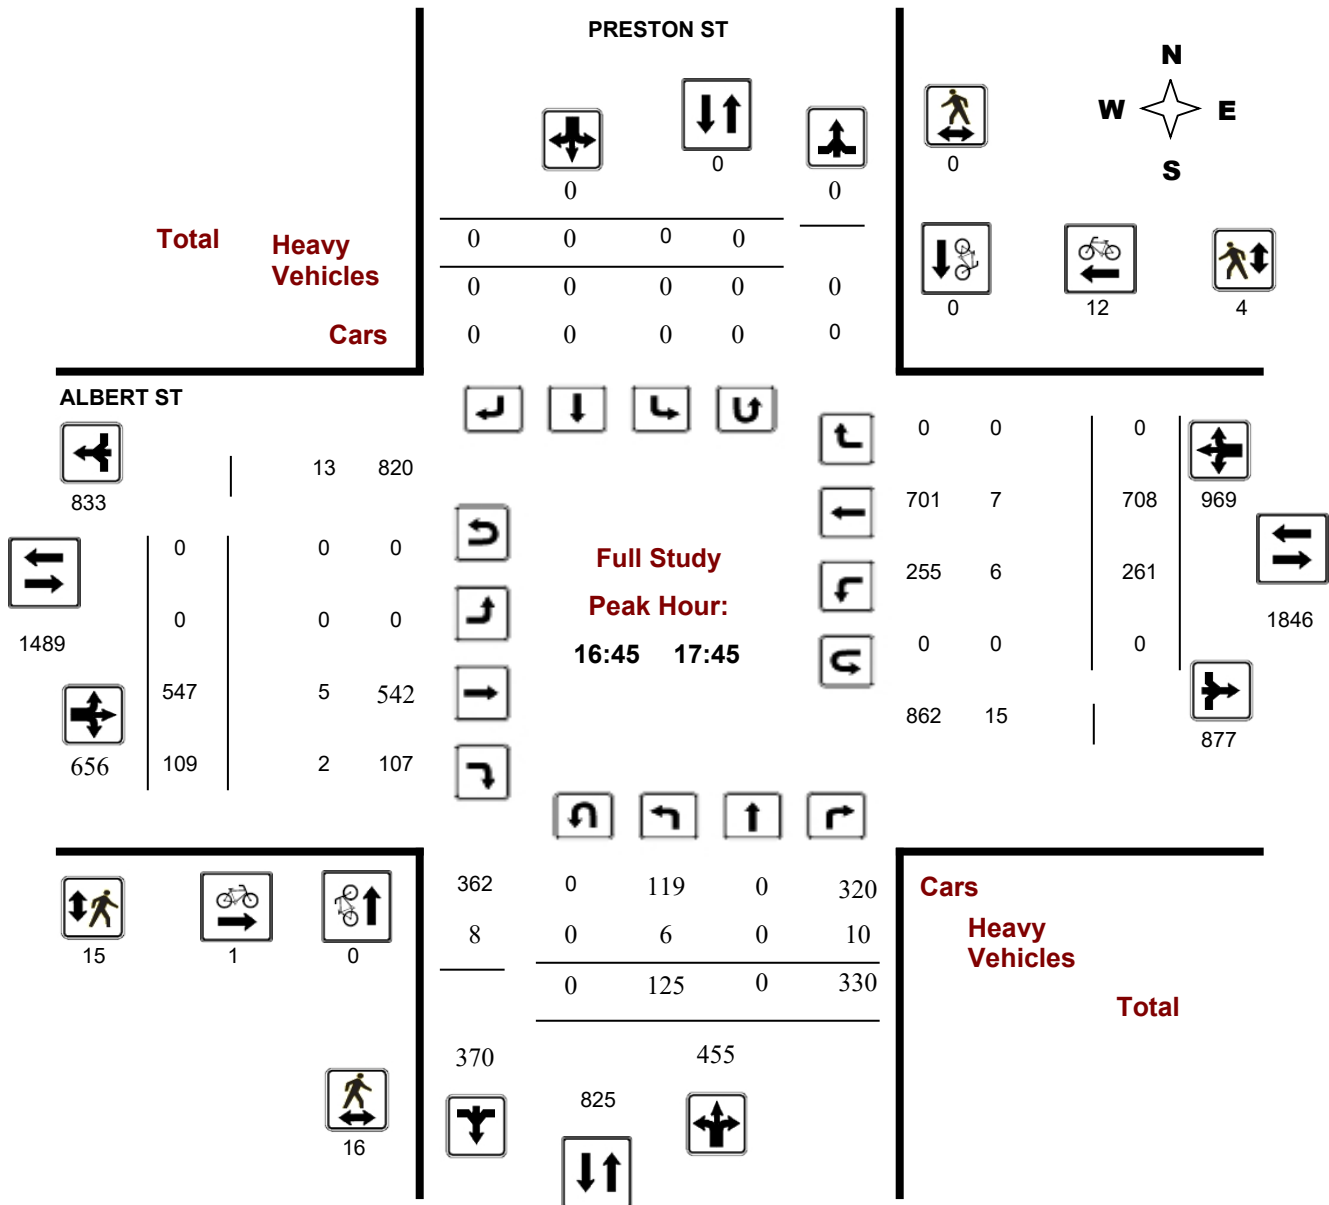 PRESTON ST
N
W E
S
0
0
0 0
Total Heavy Vehicles
0 0 0 0
0 0 0 0 0
Cars 0 0 0 0 0
0 12 4
ALBERT ST
13 820
833
0 0 0
0 0 0
1489
547 5 542
656 109 2 107
Full Study
Peak Hour:
16:45 17:45
0 0 0
701 7 708 969
255 6 261
1846
0 0 0
862 15
877
362 0 119 0 320
8 0 6 0 10
0 125 0 330
370 455
825
15 1 0
16
Cars
Heavy
Vehicles
Total